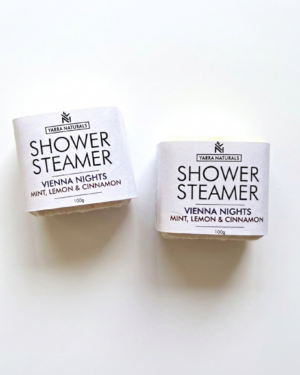 YARRA NATURALS
SHOWER
STEAMER
VIENNA NIGHTS
MINT, LEMON & CINNAMON
100g
YARRA NATURALS
SHOWER
STEAMER
VIENNA NIGHTS
MINT, LEMON & CINNAMON
100g